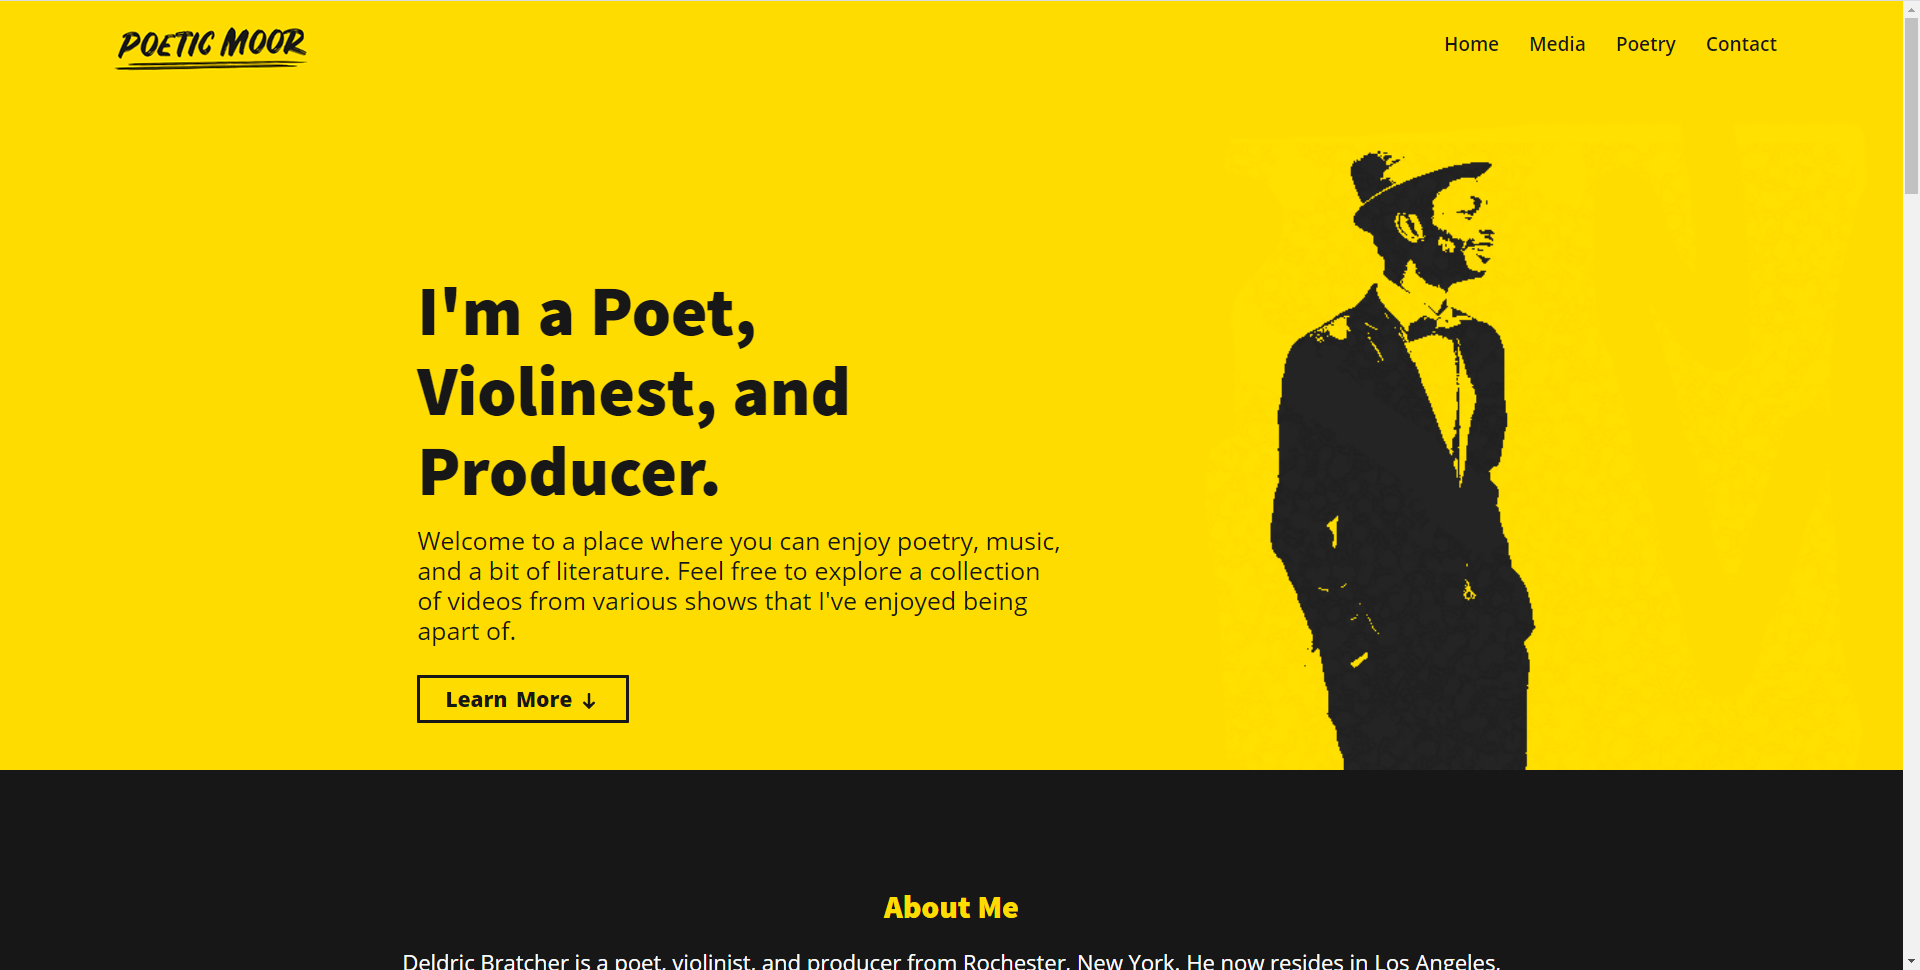 POETIC MOOR
Home Media Poetry Contact
I'm a Poet,
Violinest, and
Producer.
Welcome to a place where you can enjoy poetry, music,
and a bit of literature. Feel free to explore a collection
of videos from various shows that I've enjoyed being
apart of.
Learn More ↓
About Me
Deldric Bratcher is a poet, violinist, and producer from Rochester, New York. He now resides in Los Angeles.